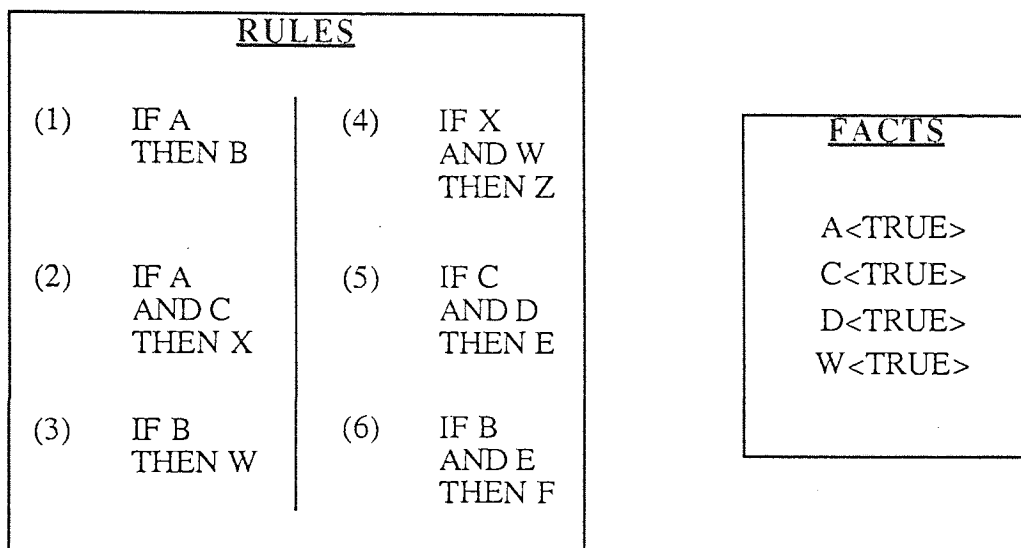 RULES
(1) IF A
THEN B
(2) IF A
AND C
THEN X
(3) IF B
THEN W
(4) IF X
AND W
THEN Z
(5) IF C
AND D
THEN E
(6) IF B
AND E
THEN F
FACTS
A<TRUE>
C<TRUE>
D<TRUE>
W<TRUE>